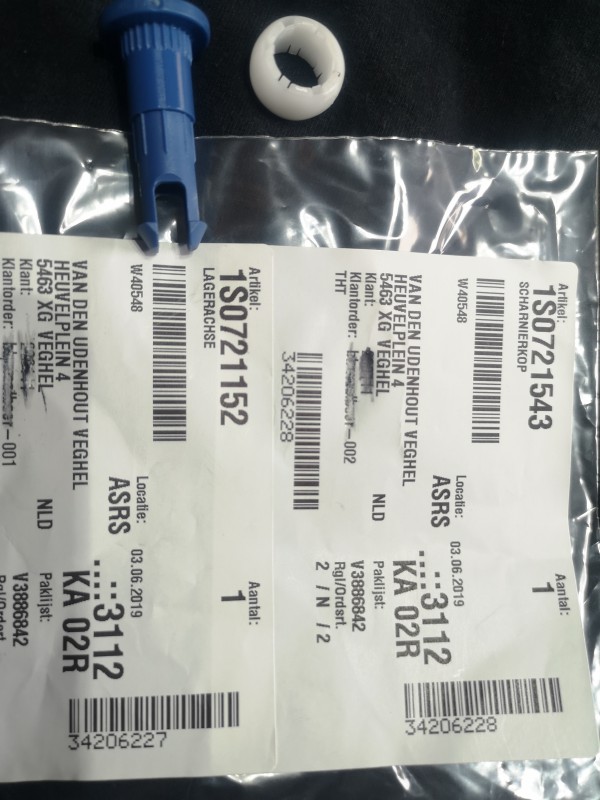 Artikel:
1S0721543
SCHARNIERKOP
Aantal:
1
W40548
VAN DEN UDENHOUT VEGHEL
HEUVELPLEIN 4
5463 XG VEGHEL
Klant:
Klantorder: -002
THT
NLD
Locatie:
ASRS
03.06.2019
..::3112
KA 02R
Paklijst:
V3886842
Rgl/Ordsrt.
2 / N / 2
34206228
34206228
Artikel:
1S0721152
LAGERACHSE
Aantal:
1
W40548
VAN DEN UDENHOUT VEGHEL
HEUVELPLEIN 4
5463 XG VEGHEL
Klant:
Klantorder: -001
NLD
Locatie:
ASRS
03.06.2019
..::3112
KA 02R
Paklijst:
V3886842
Rgl/Ordsrt.
34206227